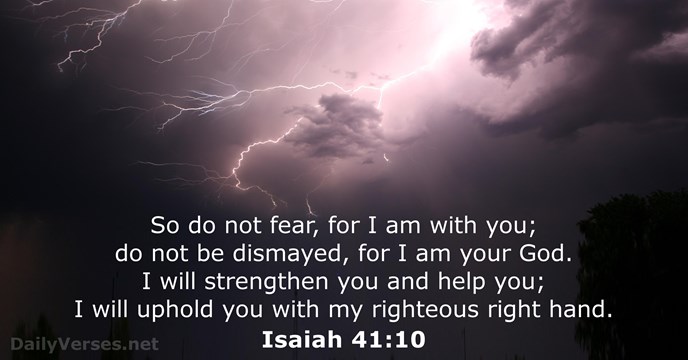 So do not fear, for I am with you;
do not be dismayed, for I am your God.
I will strengthen you and help you;
I will uphold you with my righteous right hand.
Isaiah 41:10
DailyVerses.net